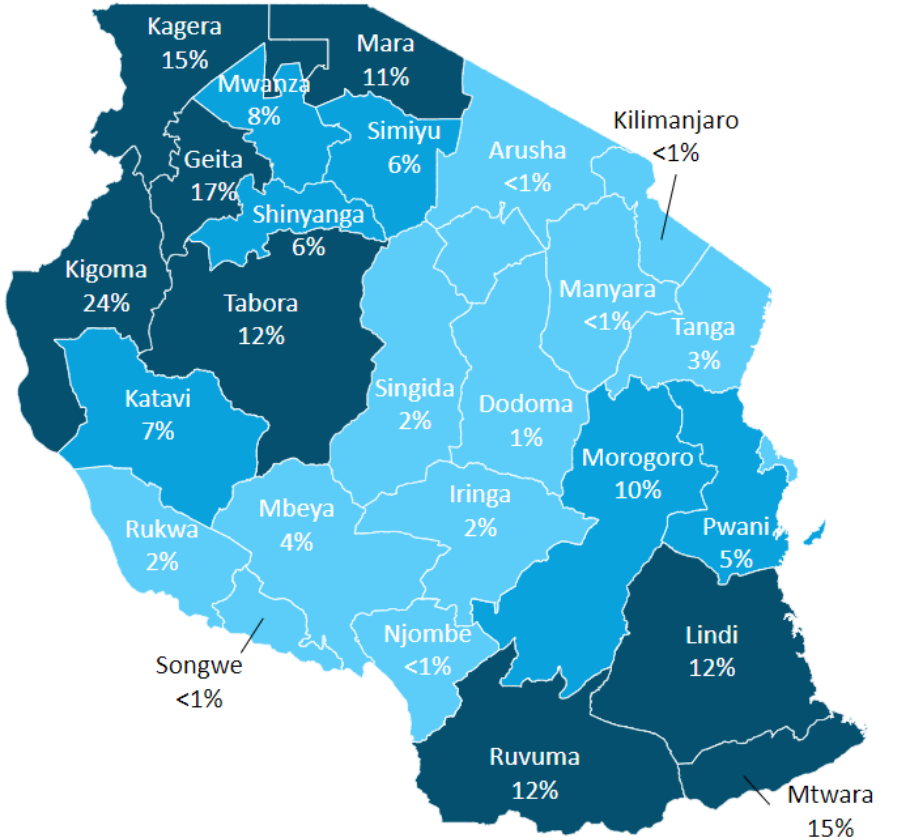 Kagera
15%
Mara
11%
Mwanza
8%
Kilimanjaro
<1%
Simiyu
6%
Arusha
<1%
Geita
17%
Shinyanga
6%
Kigoma
24%
Tabora
12%
Manyara
<1%
Tanga
3%
Katavi
7%
Singida
2%
Dodoma
1%
Morogoro
10%
Iringa
2%
Mbeya
4%
Rukwa
2%
Pwani
5%
Njombe
<1%
Lindi
12%
Songwe
<1%
Ruvuma
12%
Mtwara
15%